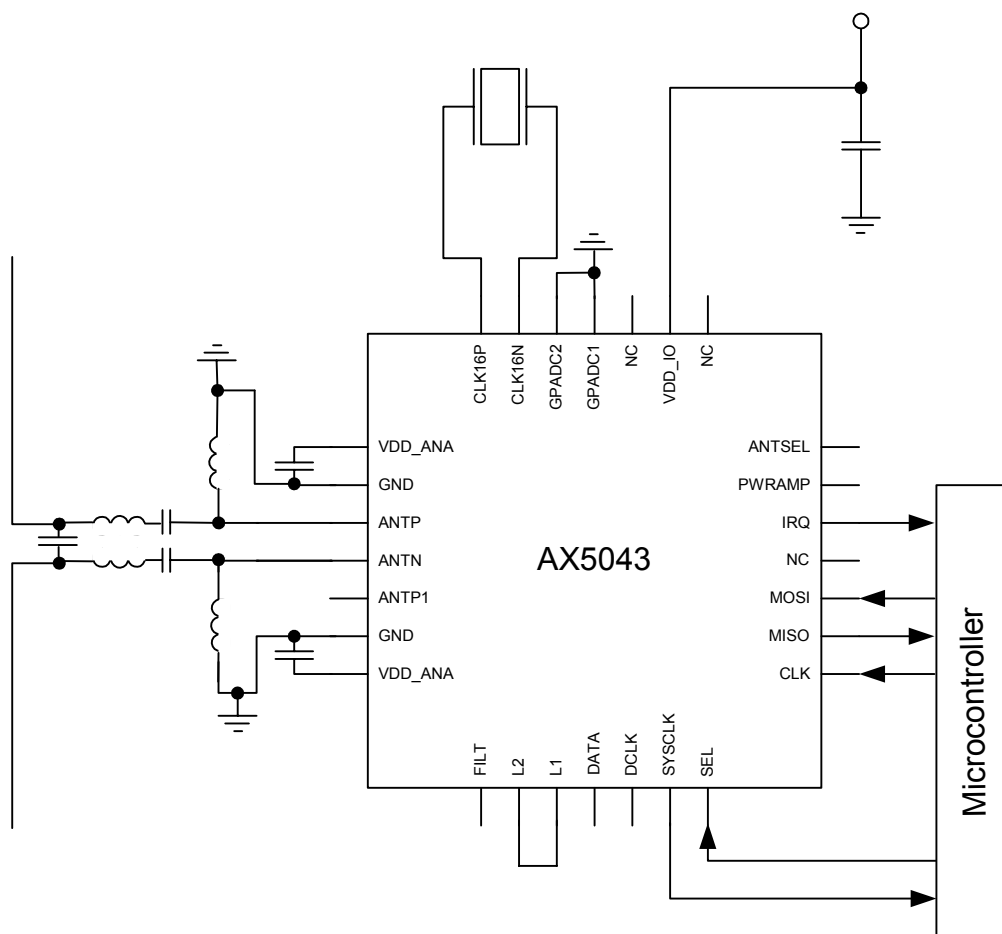 CLK16P
CLK16N
GPADC2
GPADC1
NC
VDD_IO
NC
VDD_ANA
GND
ANTP
ANTN
ANTP1
GND
VDD_ANA
AX5043
ANTSEL
PWRAMP
IRQ
NC
MOSI
MISO
CLK
FILT
L2
L1
DATA
DCLK
SYSCLK
SEL
Microcontroller